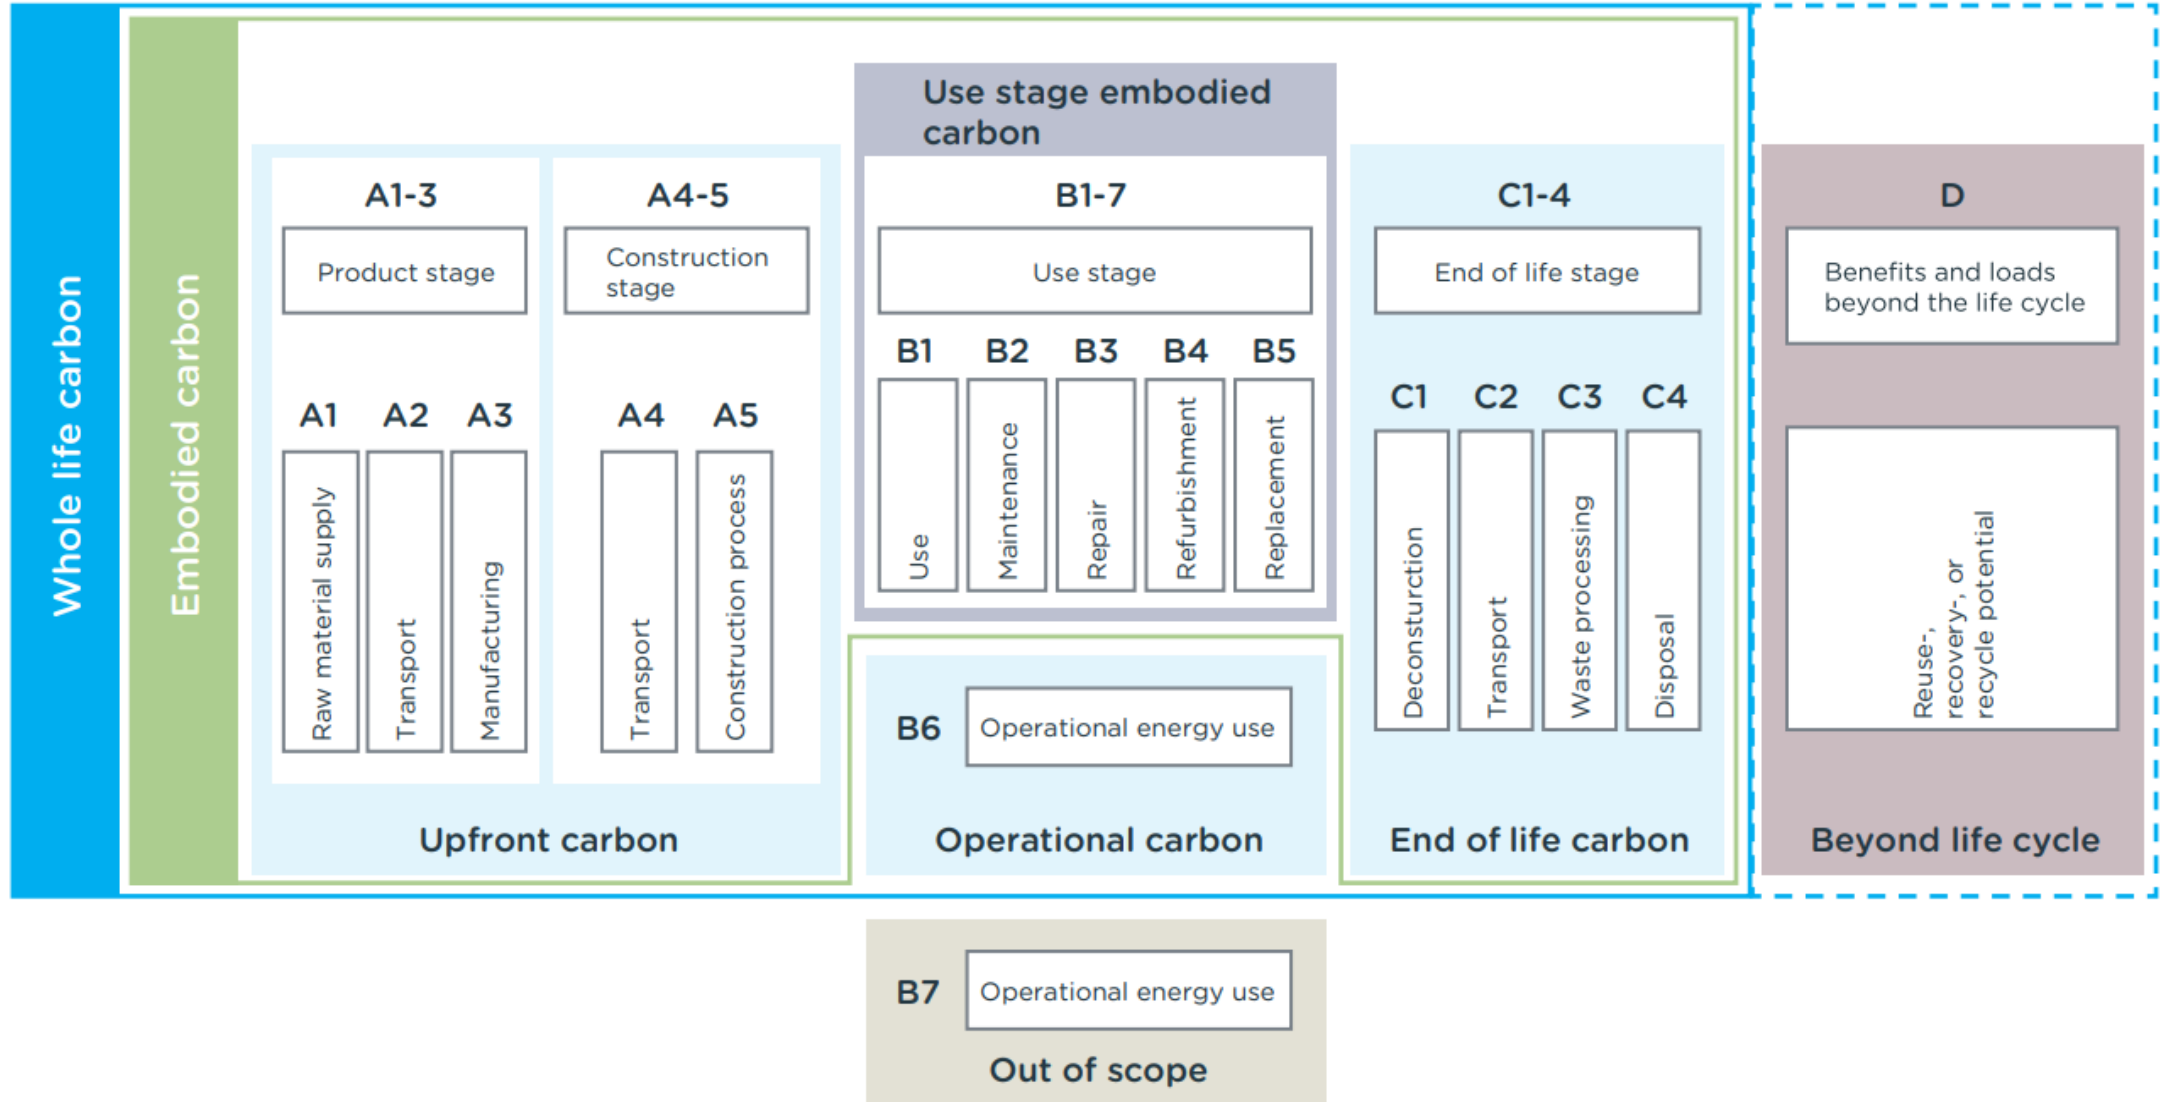 Whole life carbon
Embodied carbon
Use stage embodied
carbon
A1-3
Product stage
A1
A2
A3
Raw material supply
Transport
Manufacturing
A4-5
Construction
stage
A4
A5
Transport
Construction process
Upfront carbon
B1-7
Use stage
B1
B2
B3
B4
B5
Use
Maintenance
Repair
Refurbishment
Replacement
B6
Operational energy use
Operational carbon
C1-4
End of life stage
C1
C2
C3
C4
Deconsturction
Transport
Waste processing
Disposal
End of life carbon
D
Benefits and loads
beyond the life cycle
Reuse-,
recovery-, or
recycle potential
Beyond life cycle
B7
Operational energy use
Out of scope